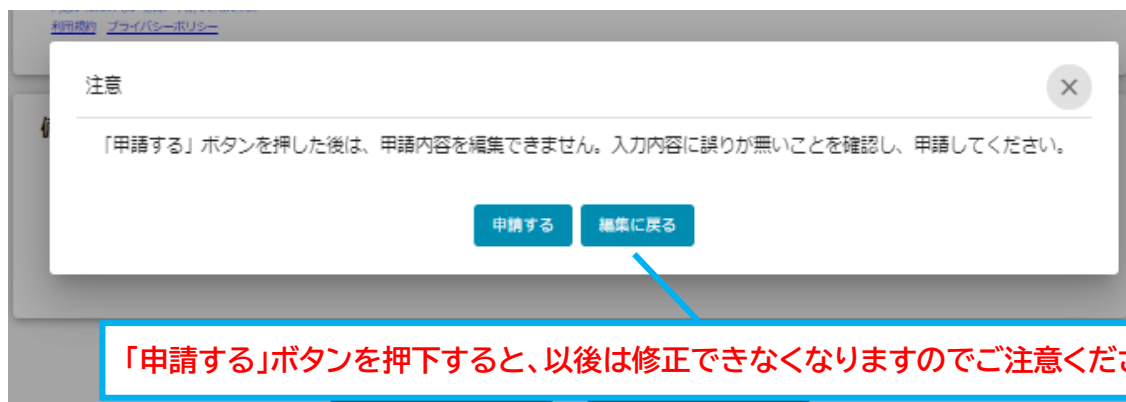 利用規約 プライバシーポリシー
注意
「申請する」ボタンを押した後は、申請内容を編集できません。入力内容に誤りが無いことを確認し、申請してください。
申請する 編集に戻る
「申請する」ボタンを押下すると、以後は修正できなくなりますのでご注意くださ